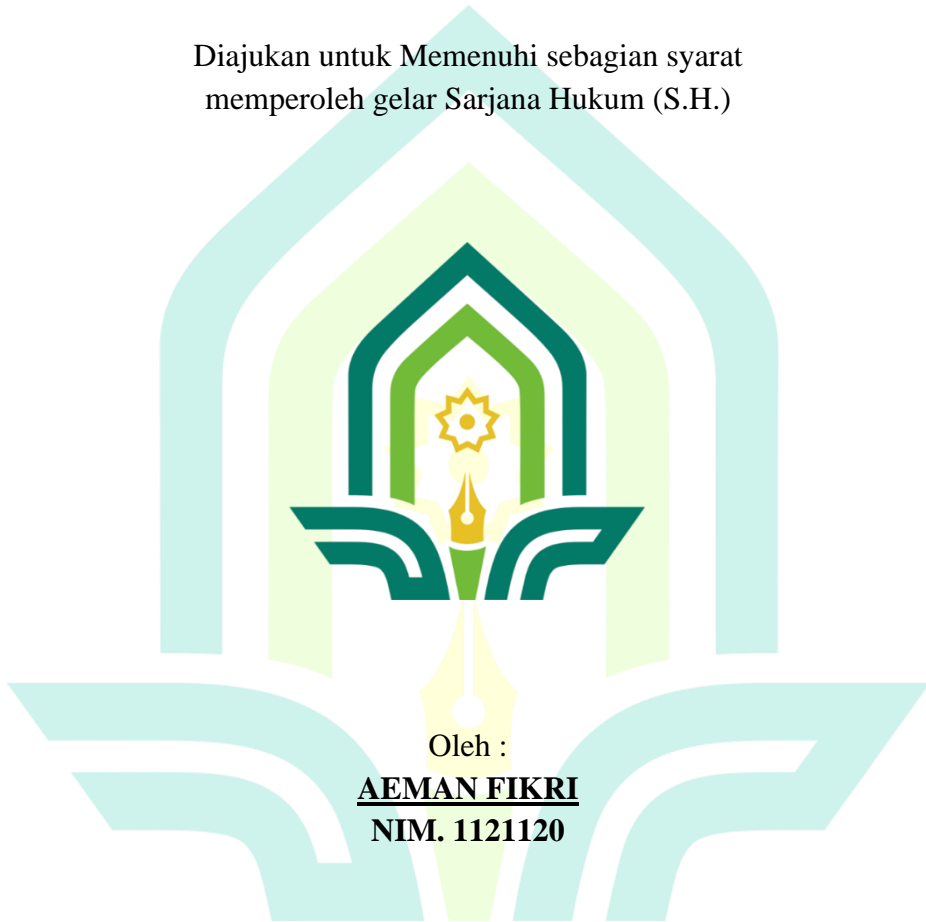 Diajukan untuk Memenuhi sebagian syarat
memperoleh gelar Sarjana Hukum (S.H.)
Oleh :
AEMAN FIKRI
NIM. 1121120